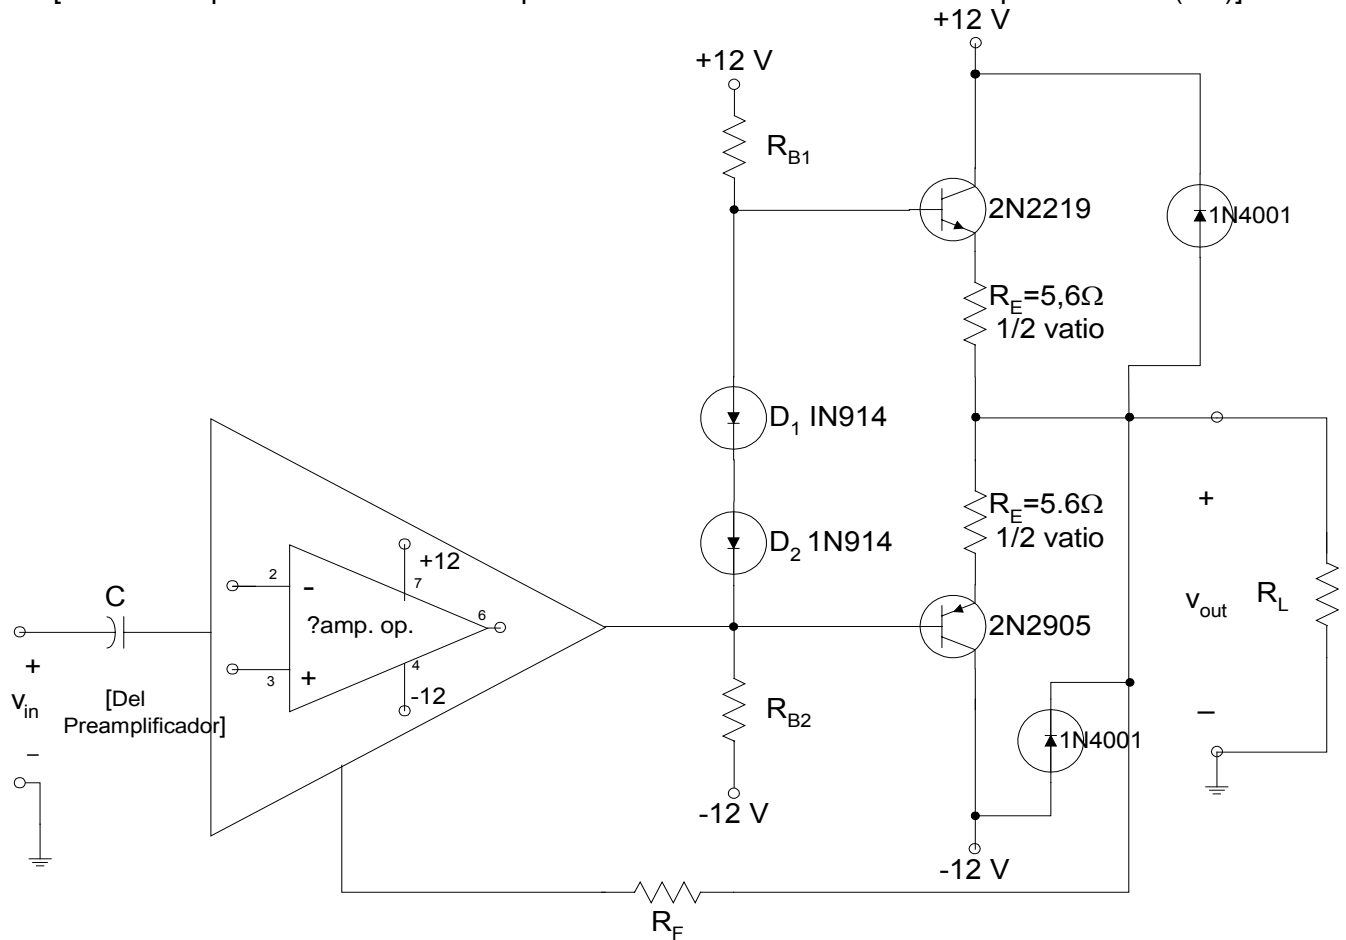 +12 V
+12 V
R_B1
2N2219
1N4001
R_E=5,6Ω
1/2 vatio
D_1 IN914
R_E=5.6Ω
1/2 vatio
D_2 1N914
+12
7
2
-
6
?amp. op.
C
+
v_out
R_L
2N2905
+
3
+
4
-12
v_in
[Del
Preamplificador]
R_B2
–
1N4001
–
-12 V
-12 V
R_F